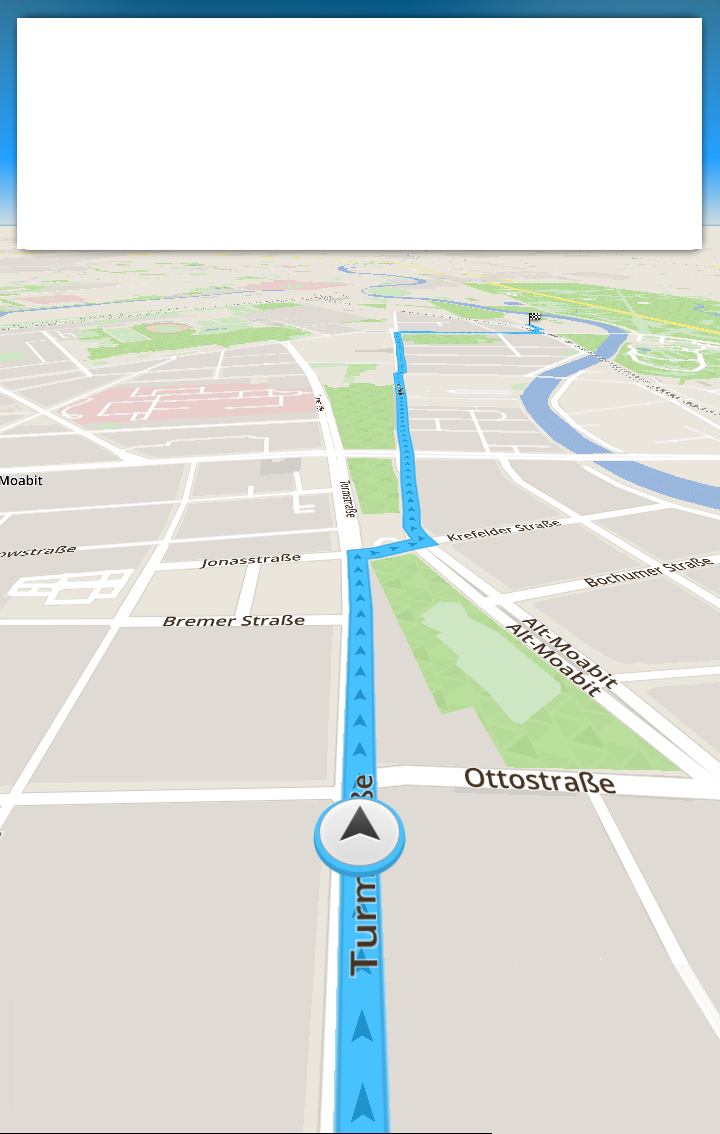 Moabit
Turmstraße
Krefelder Straße
owstraße
Jonasstraße
Bochumer Straße
Bremer Straße
Alt-Moabit
Alt-Moabit
Ottostraße
ße
Turm